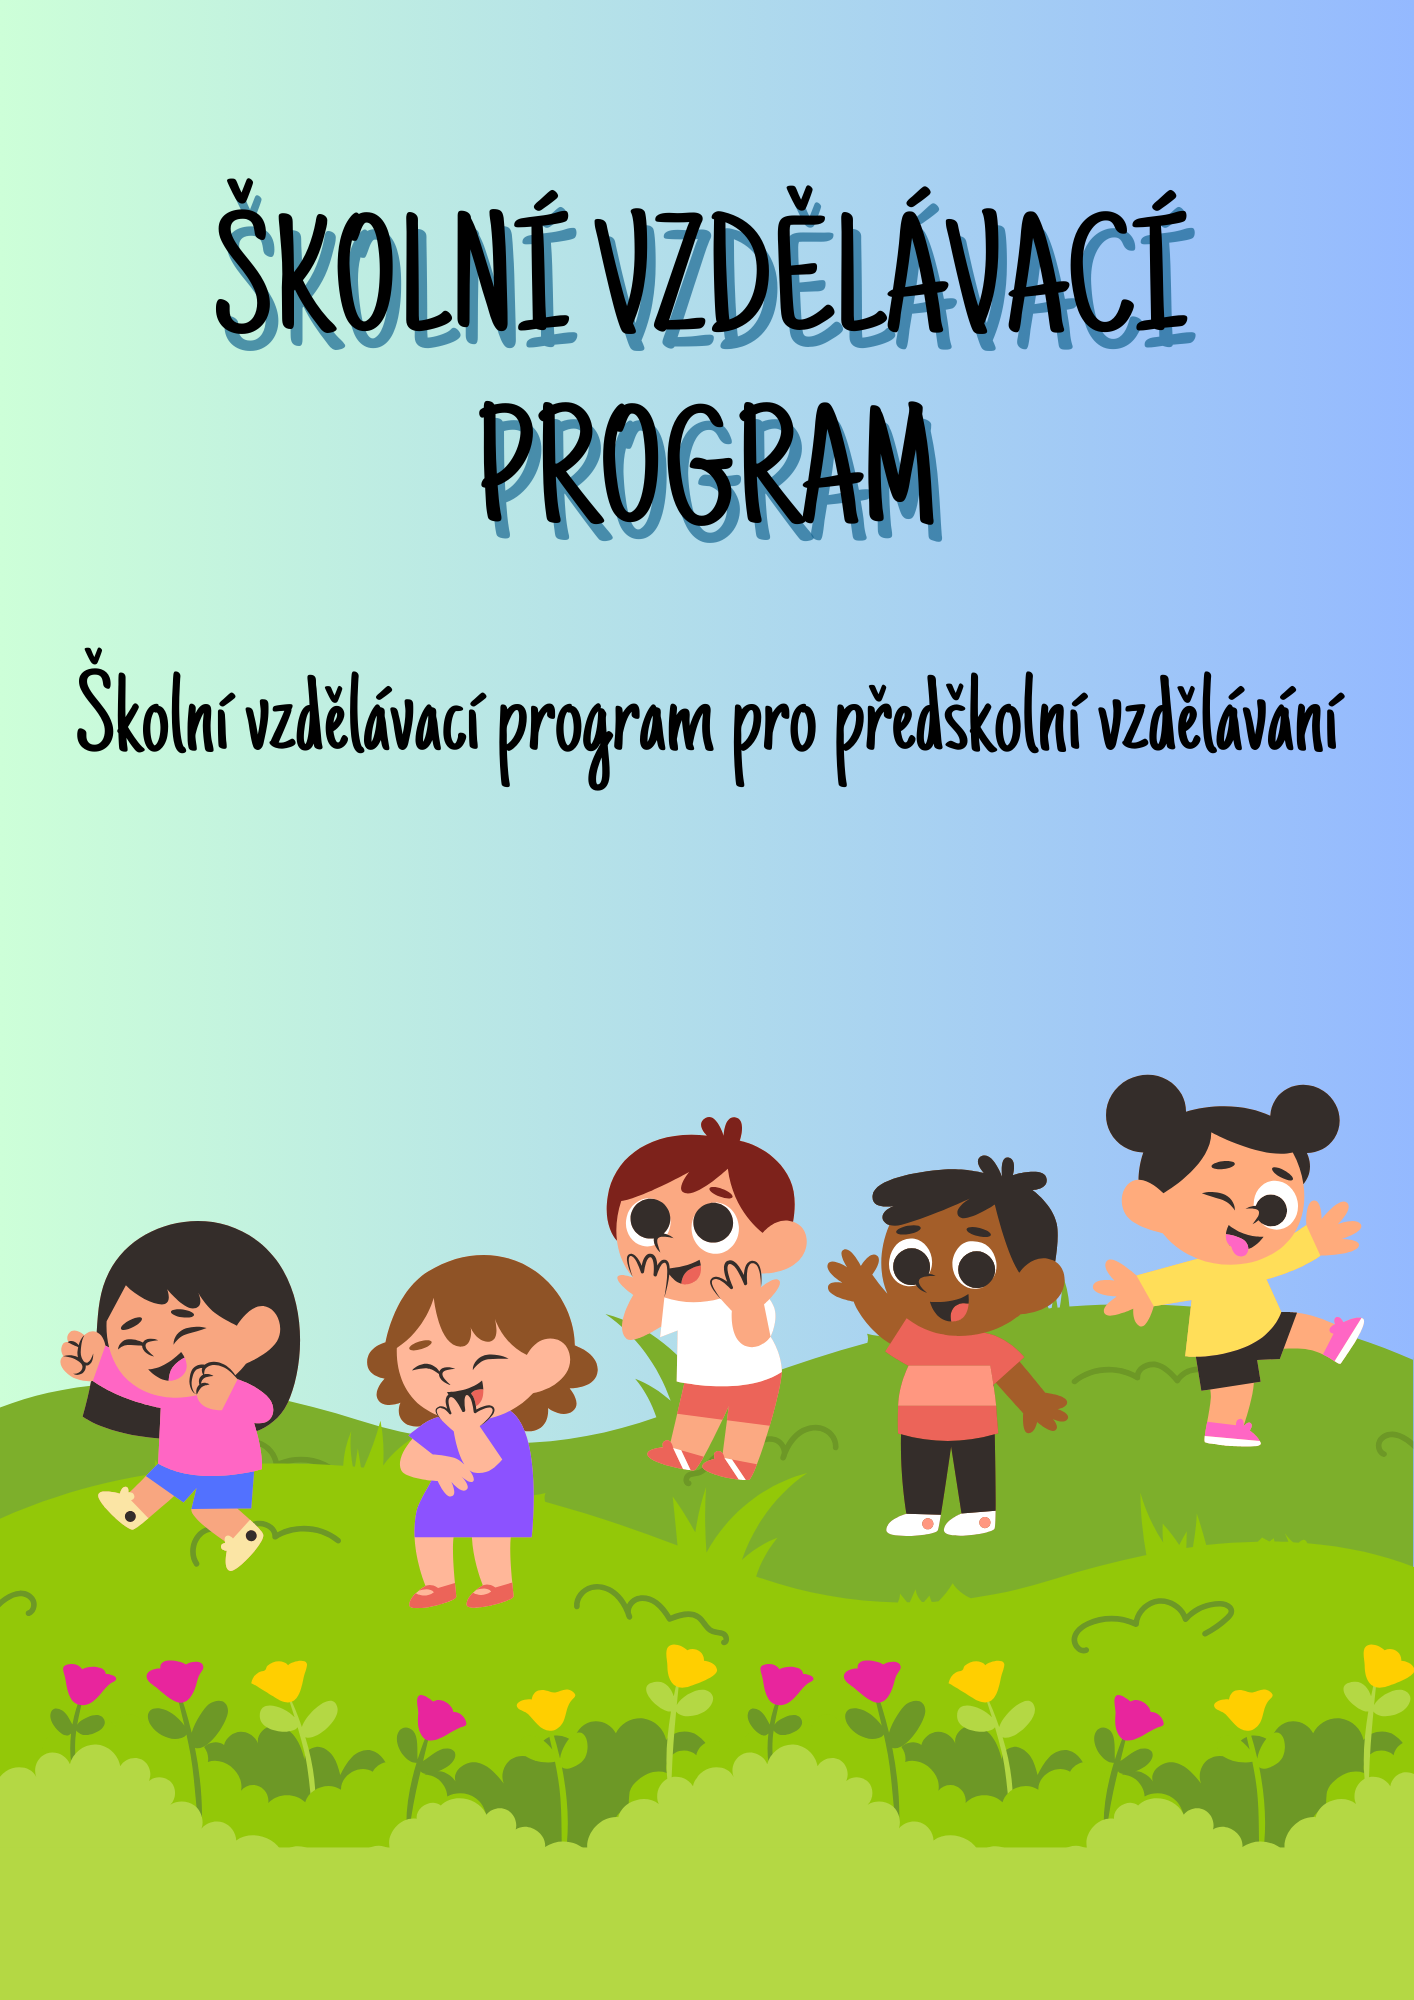 ŠKOLNÍ VZDĚLÁVACÍ
PROGRAM
Školní vzdělávací program pro předškolní vzdělávání